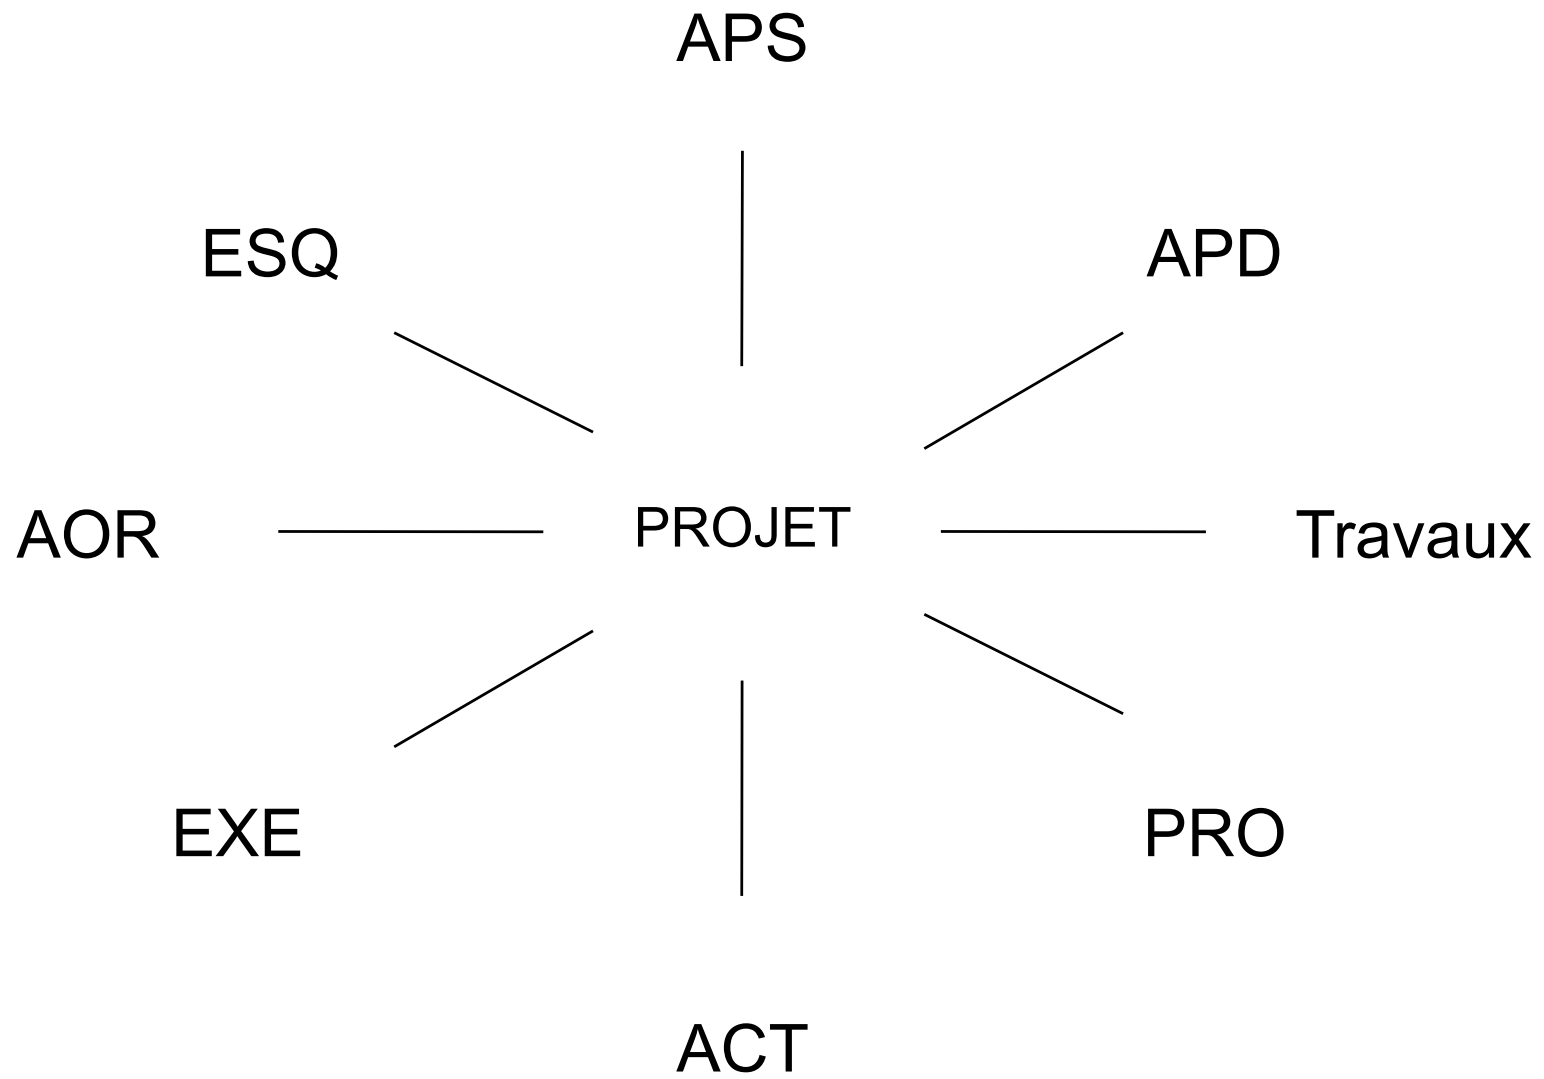 APS
ESQ
APD
AOR
PROJET
Travaux
EXE
PRO
ACT